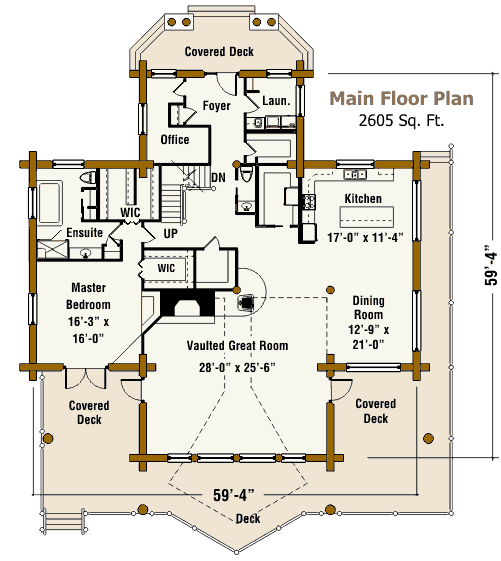 Covered Deck
Main Floor Plan
2605 Sq. Ft.
Foyer
Laun.
Office
DN
WIC
Kitchen
17'-0" x 11'-4"
Ensuite
UP
WIC
59'-4"
Master
Bedroom
16'-3" x
16'-0"
Dining
Room
12'-9" x
21'-0"
Vaulted Great Room
28'-0" x 25'-6"
Covered
Deck
Covered
Deck
59'-4"
Deck